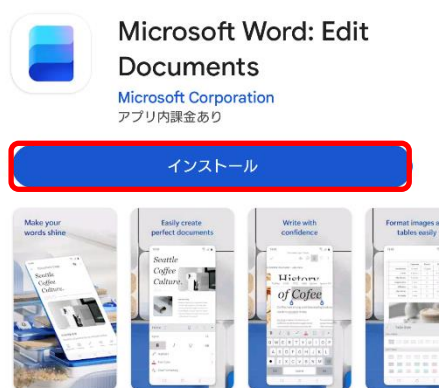 Microsoft Word: Edit
Documents
Microsoft Corporation
アプリ内課金あり
インストール
Make your
words shine
Easily create
perfect documents
Write with
confidence
Format images a
tables easily
Seattle
Coffee
Culture.
Seattle
Coffee
Culture.
History
of Cofee